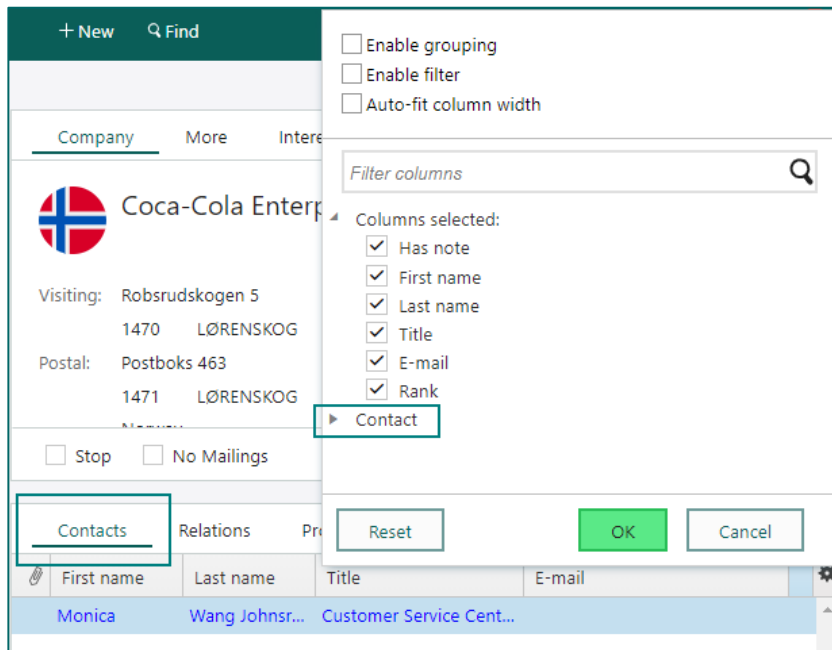 + New Find
Enable grouping
Enable filter
Auto-fit column width
Company More Intere
Filter columns
Coca-Cola Enterp
Columns selected:
Has note
First name
Last name
Title
E-mail
Rank
Contact
Visiting: Robsrudskogen 5
1470 LØRENSKOG
Postal: Postboks 463
1471 LØRENSKOG
Stop No Mailings
Reset OK Cancel
Contacts Relations Pr
First name Last name Title E-mail
Monica Wang Johnsr... Customer Service Cent...